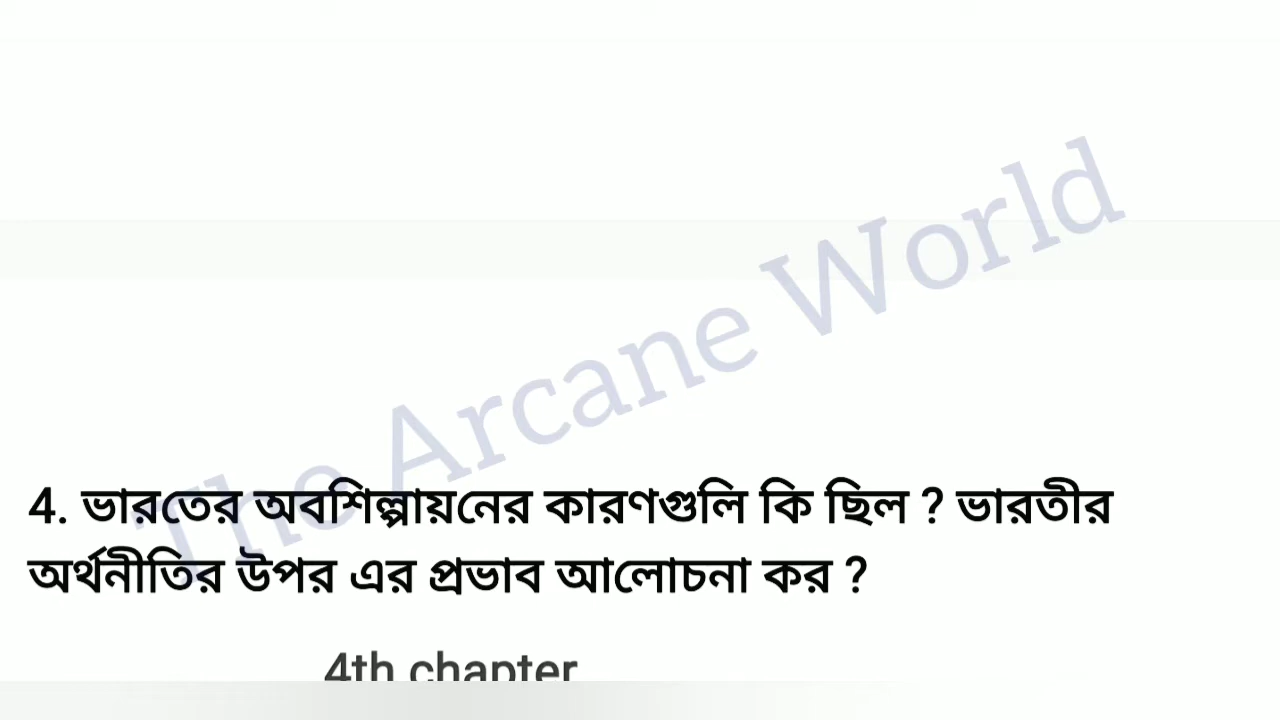 The Arcane World
4. ভারতের অবশিল্পায়নের কারণগুলি কি ছিল ? ভারতীর
অর্থনীতির উপর এর প্রভাব আলোচনা কর ?
4th chapter